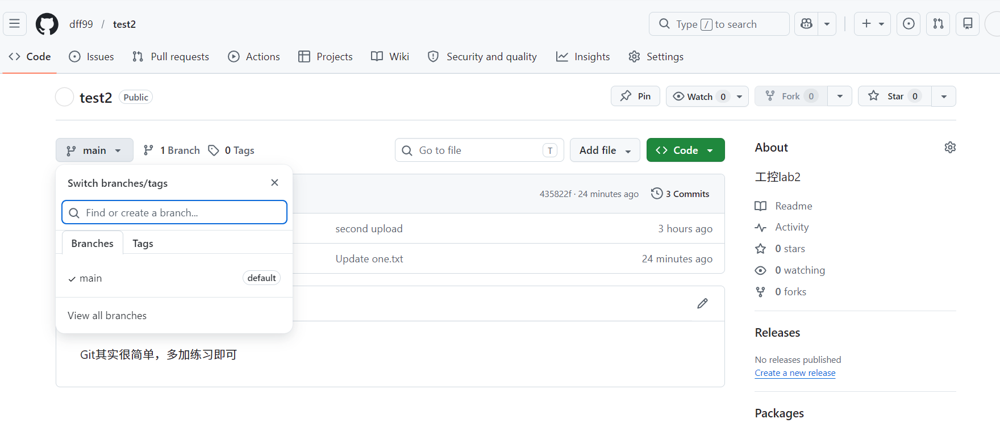 dff99 / test2
Type / to search
Code Issues Pull requests Actions Projects Wiki Security and quality Insights Settings
test2 Public
Pin Watch 0 Fork 0 Star 0
main 1 Branch 0 Tags Go to file T Add file Code
Switch branches/tags
Find or create a branch...
Branches Tags
main default
View all branches
435822f · 24 minutes ago 3 Commits
second upload 3 hours ago
Update one.txt 24 minutes ago
Git其实很简单，多加练习即可
About
工控lab2
Readme
Activity
0 stars
0 watching
0 forks
Releases
No releases published
Create a new release
Packages